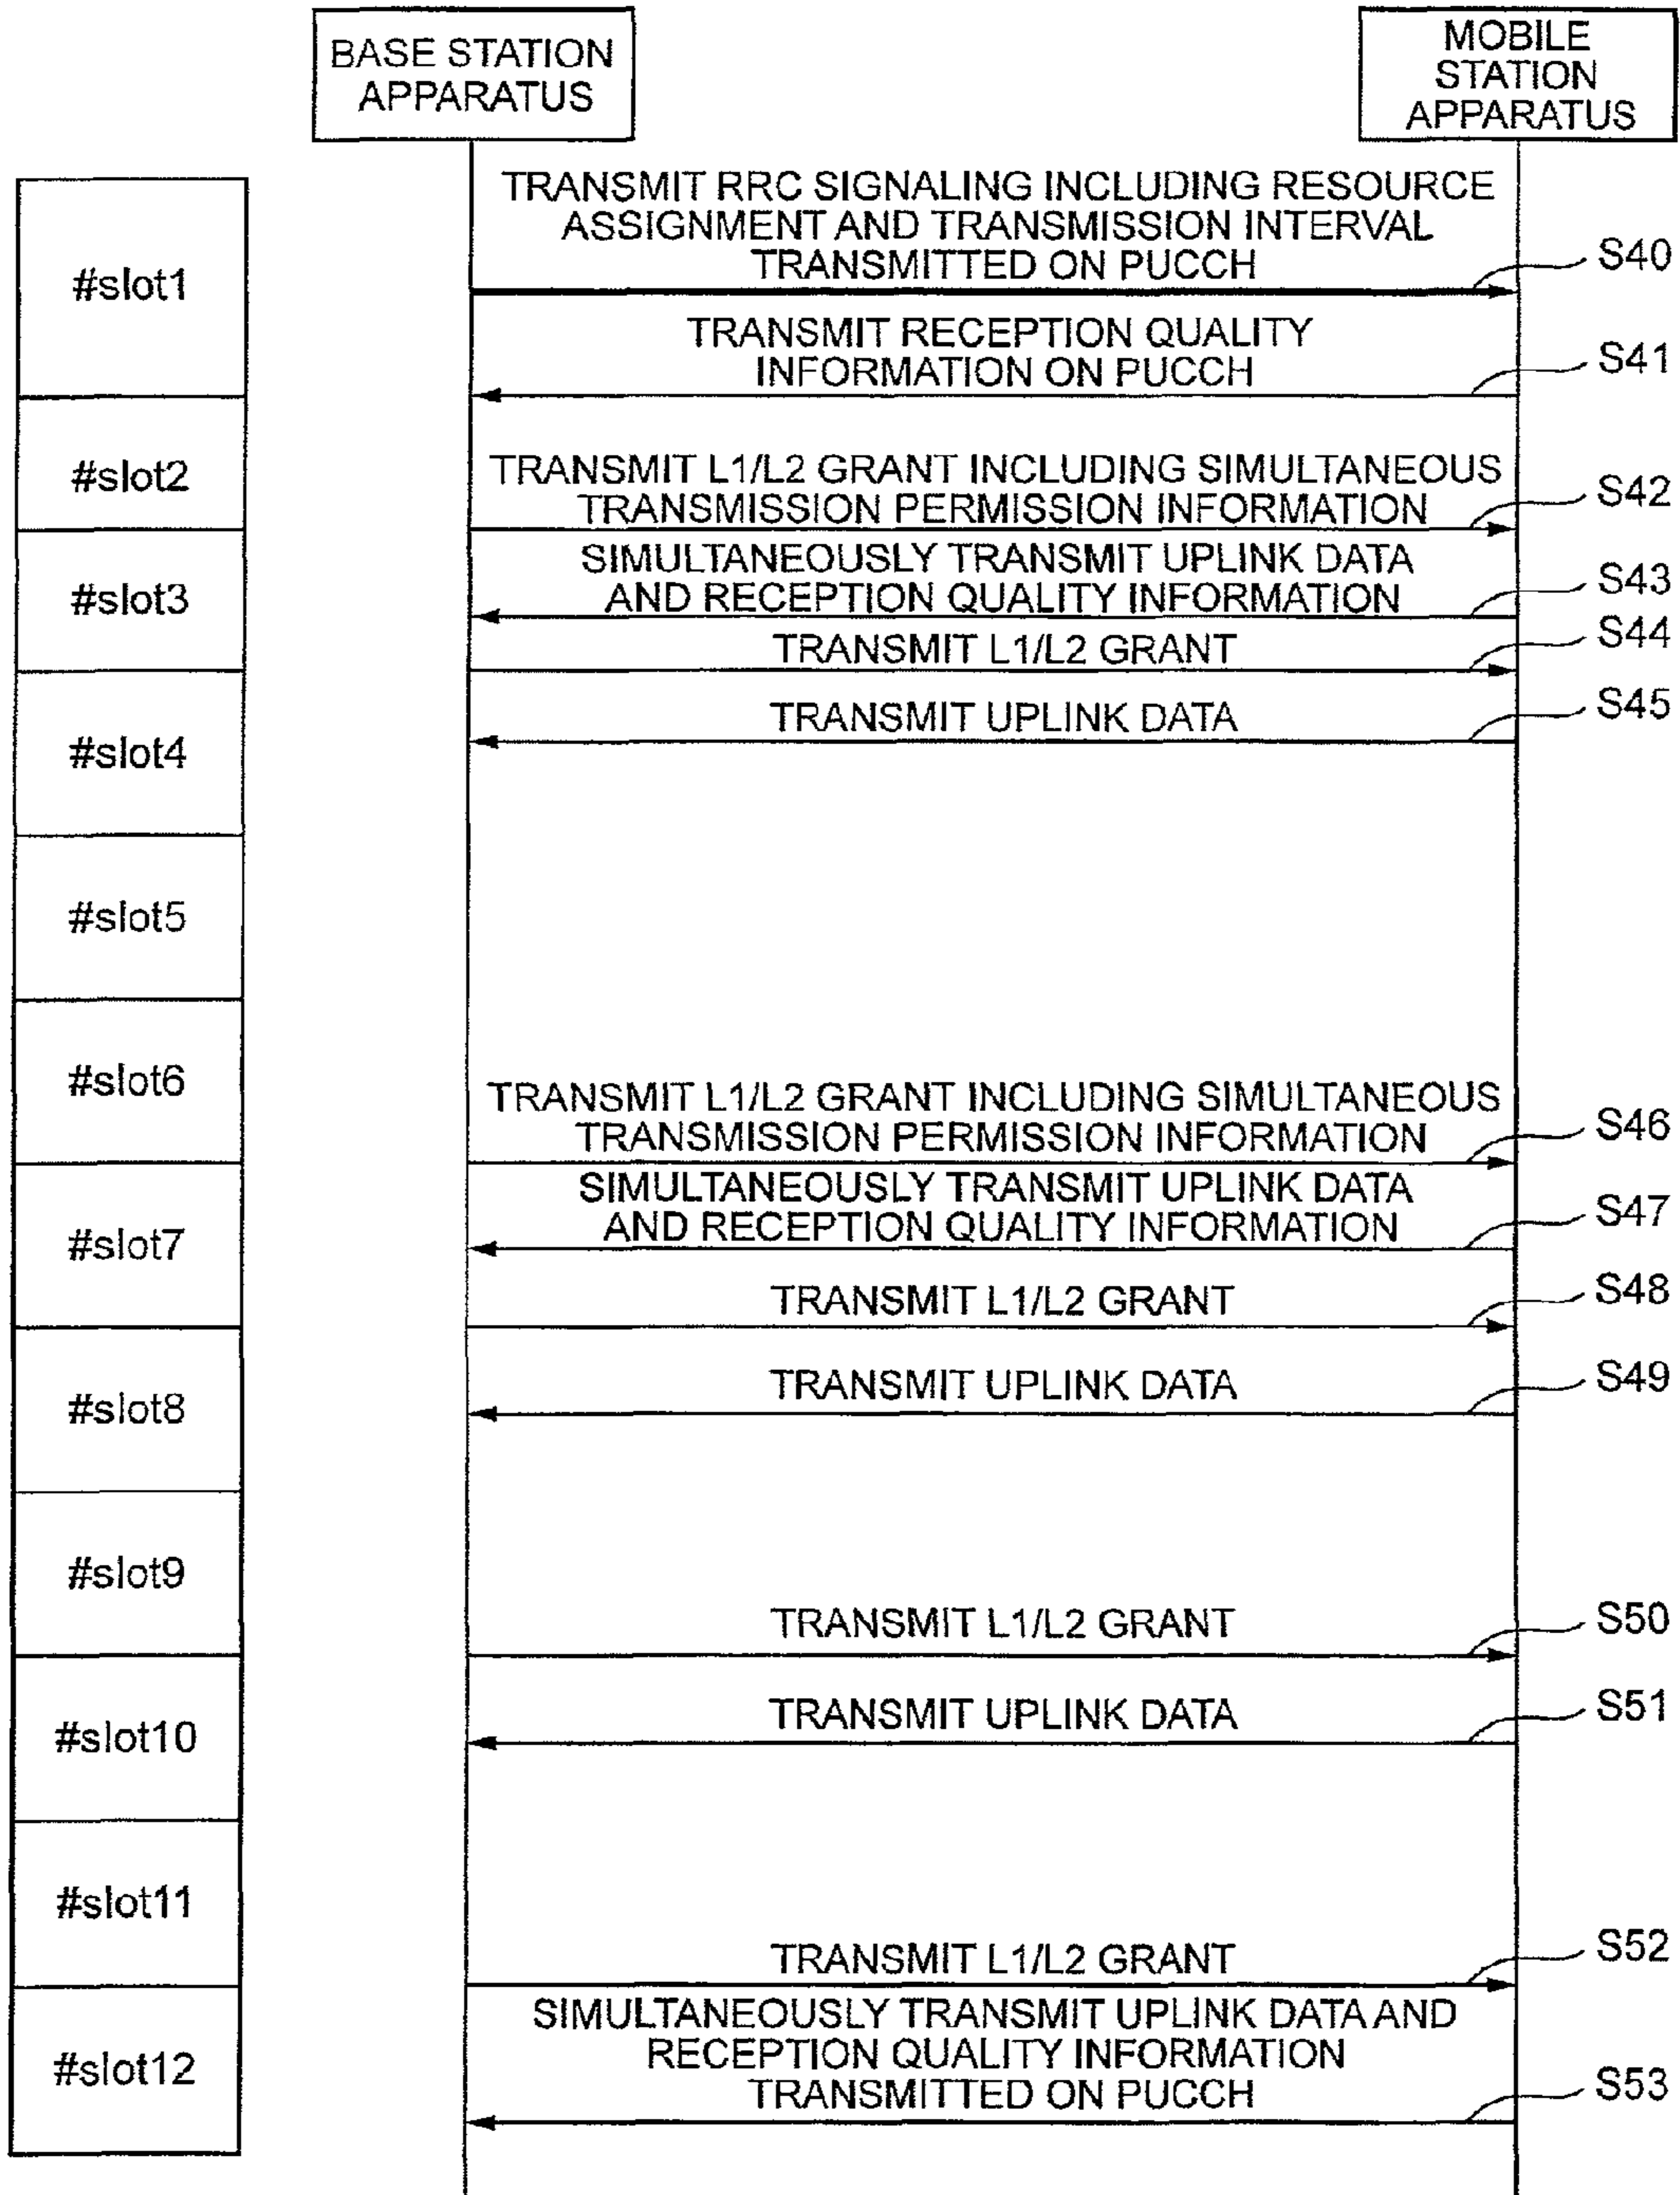 BASE STATION
APPARATUS
MOBILE
STATION
APPARATUS
#slot1
TRANSMIT RRC SIGNALING INCLUDING RESOURCE
ASSIGNMENT AND TRANSMISSION INTERVAL
TRANSMITTED ON PUCCH
S40
TRANSMIT RECEPTION QUALITY
INFORMATION ON PUCCH
S41
#slot2
TRANSMIT L1/L2 GRANT INCLUDING SIMULTANEOUS
TRANSMISSION PERMISSION INFORMATION
S42
#slot3
SIMULTANEOUSLY TRANSMIT UPLINK DATA
AND RECEPTION QUALITY INFORMATION
S43
TRANSMIT L1/L2 GRANT
S44
#slot4
TRANSMIT UPLINK DATA
S45
#slot5
#slot6
TRANSMIT L1/L2 GRANT INCLUDING SIMULTANEOUS
TRANSMISSION PERMISSION INFORMATION
S46
#slot7
SIMULTANEOUSLY TRANSMIT UPLINK DATA
AND RECEPTION QUALITY INFORMATION
S47
TRANSMIT L1/L2 GRANT
S48
#slot8
TRANSMIT UPLINK DATA
S49
#slot9
TRANSMIT L1/L2 GRANT
S50
#slot10
TRANSMIT UPLINK DATA
S51
#slot11
TRANSMIT L1/L2 GRANT
S52
#slot12
SIMULTANEOUSLY TRANSMIT UPLINK DATA AND
RECEPTION QUALITY INFORMATION
TRANSMITTED ON PUCCH
S53